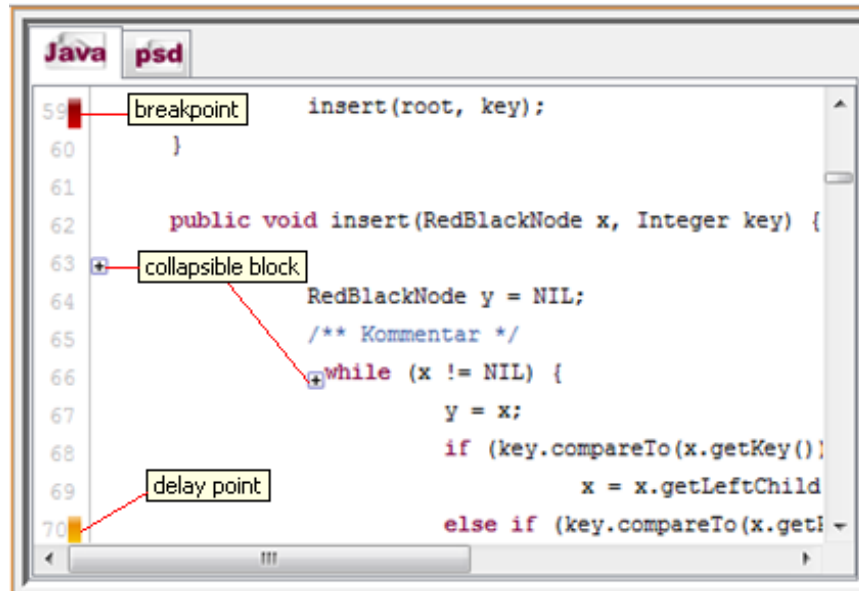 Java psd
59 breakpoint insert(root, key);
60 }
61
62 public void insert(RedBlackNode x, Integer key) {
63 collapsible block
64 RedBlackNode y = NIL;
65 /** Kommentar */
66 while (x != NIL) {
67 y = x;
68 if (key.compareTo(x.getKey())
69 delay point x = x.getLeftChild
70 else if (key.compareTo(x.get